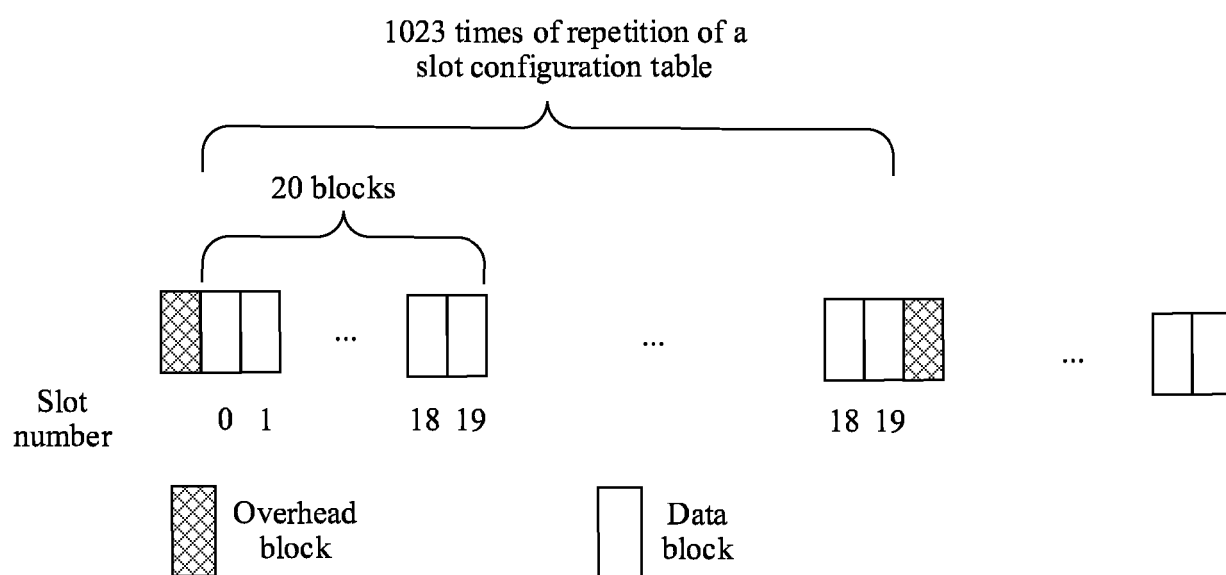 1023 times of repetition of a
slot configuration table
20 blocks
...
...
...
Slot
number
0 1
18 19
18 19
Overhead
block
Data
block